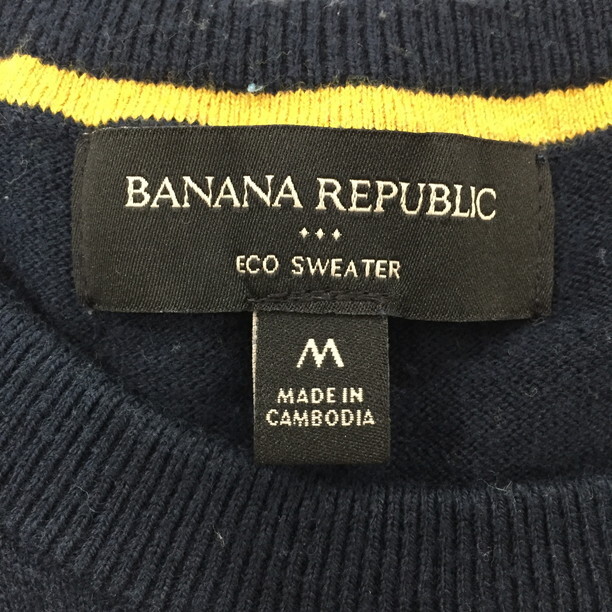 BANANA REPUBLIC
ECO SWEATER
M
MADE IN
CAMBODIA